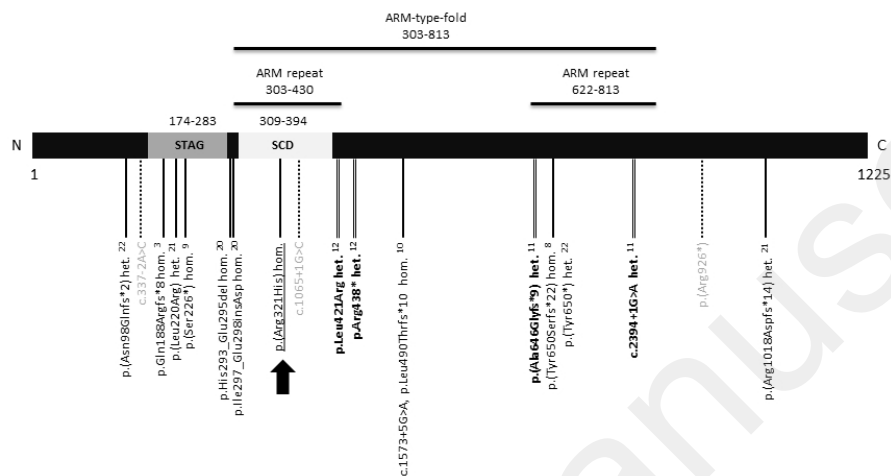 ARM-type-fold
303-813
ARM repeat
303-430
ARM repeat
622-813
174-283
309-394
N
STAG
SCD
C
1
1225
p.(Asn98Glnfs*2) het. 22
c.337-2A>C
p.Gln188Argfs*8 hom. 3
p.(Leu220Arg) het. 21
p.(Ser226*) hom. 9
p.His293_Glu295del hom. 20
p.Ile297_Glu298insAsp hom. 20
p.(Arg321His) hom.
c.1065+1G>C
p.Leu421Arg het. 12
p.Arg438* het. 12
c.1573+5G>A, p.Leu490Thrfs*10 hom. 10
p.(Ala646Glyfs*9) het. 11
p.(Tyr650Serfs*22) hom. 8
p.(Tyr650*) het. 22
c.2394+1G>A het. 11
p.(Arg926*)
p.(Arg1018Aspfs*14) het. 21